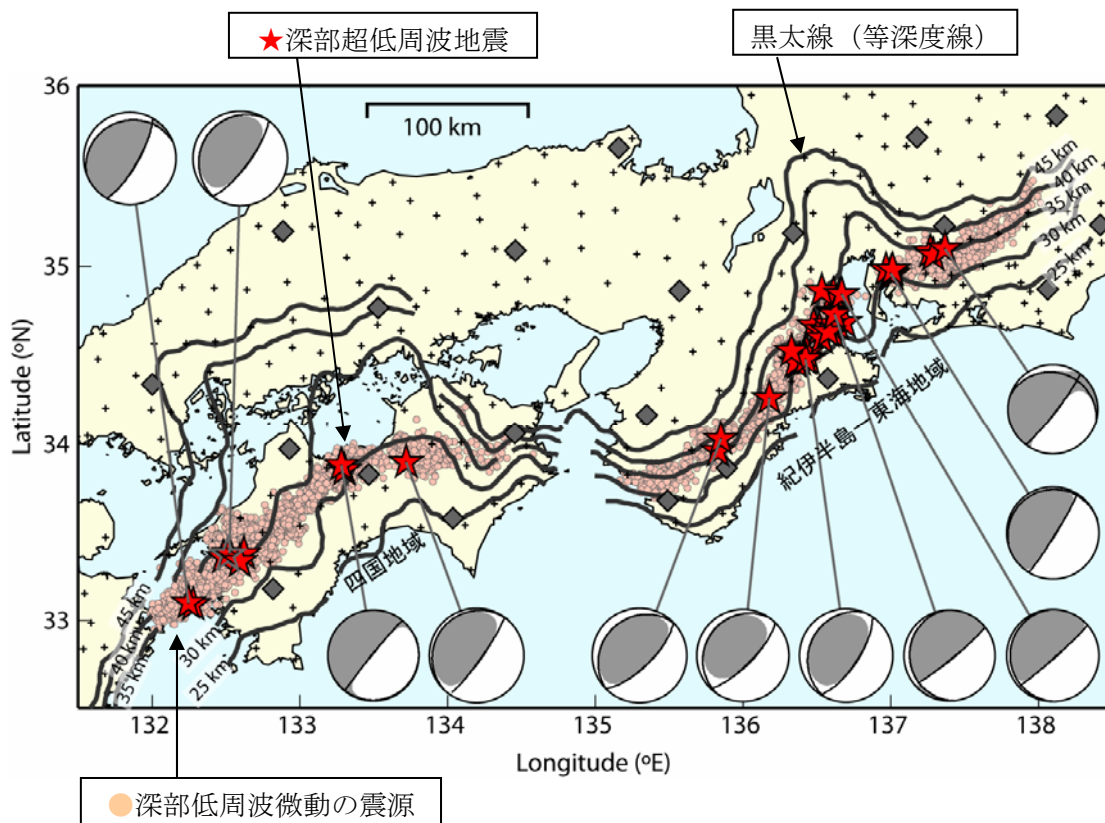 ★深部超低周波地震
黒太線（等深度線）
36
35
34
33
Latitude (ºN)
100 km
45 km
40 km
35 km
30 km
25 km
紀伊半島ー東海地域
四国地域
45 km
40 km
35 km
30 km
25 km
132
133
134
135
136
137
138
Longitude (ºE)
●深部低周波微動の震源